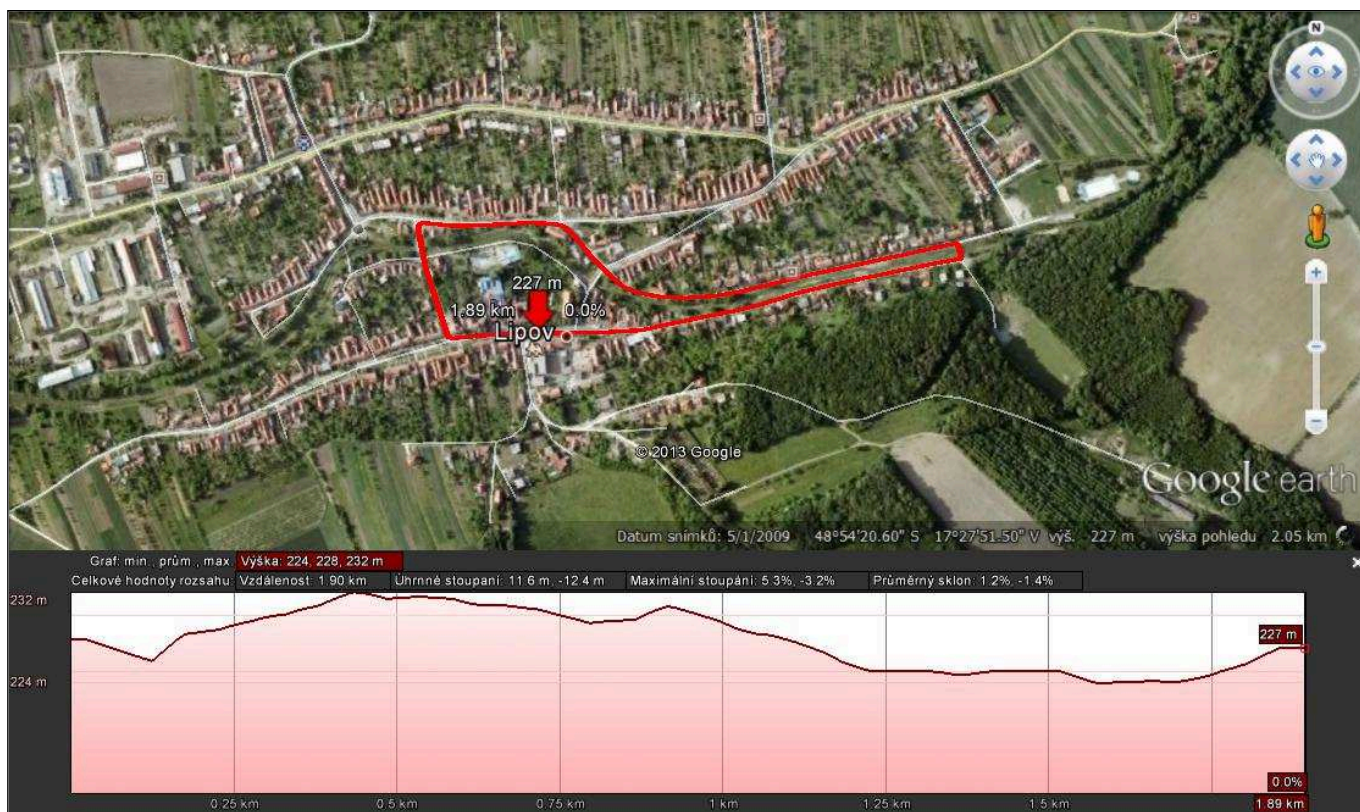 N
227 m
1.89 km 0.0%
Lipov
© 2013 Google
Google earth
Datum snímků: 5/1/2009 48°54'20.60" S 17°27'51.50" V výš. 227 m výška pohledu 2.05 km
Graf: min., prům., max. Výška: 224, 228, 232 m
Celkové hodnoty rozsahu: Vzdálenost: 1.90 km Úhrnné stoupaní: 11.6 m, -12.4 m Maximální stoupání: 5.3%, -3.2% Průměrný sklon: 1.2%, -1.4%
232 m
227 m
224 m
0.0%
0.25 km 0.5 km 0.75 km 1 km 1.25 km 1.5 km 1.89 km